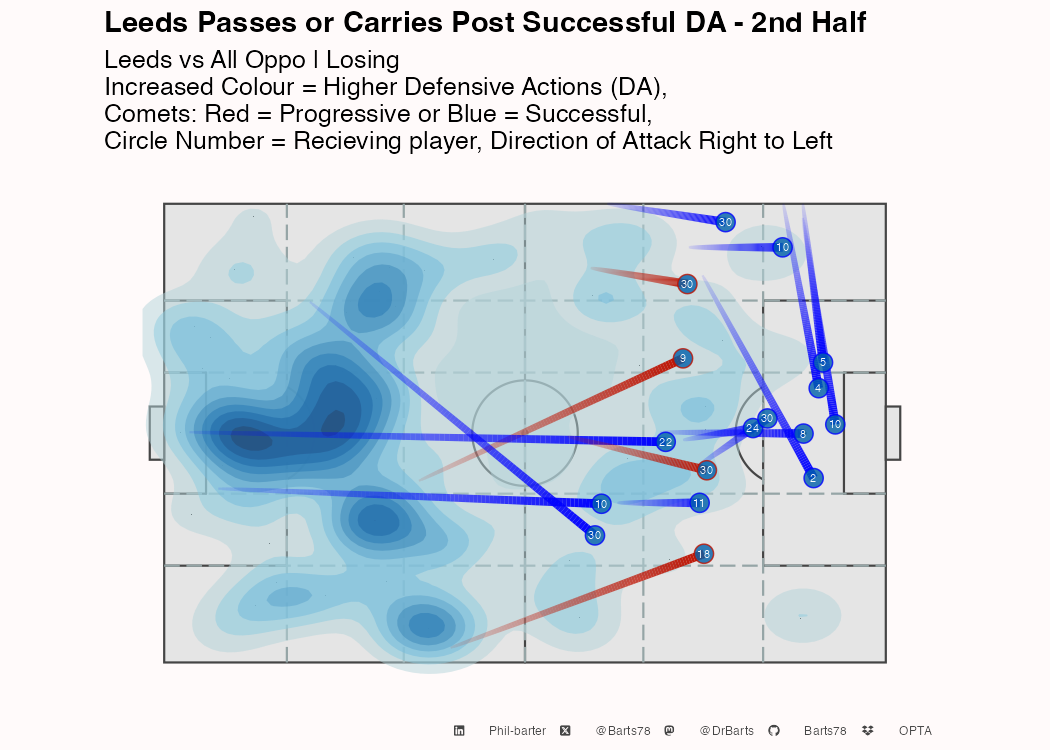 Leeds Passes or Carries Post Successful DA - 2nd Half
Leeds vs All Oppo | Losing
Increased Colour = Higher Defensive Actions (DA),
Comets: Red = Progressive or Blue = Successful,
Circle Number = Recieving player, Direction of Attack Right to Left
30
10
30
9
5
4
30
10
24
8
22
30
2
10
11
30
18
Phil-barter @Barts78 @DrBarts Barts78 OPTA